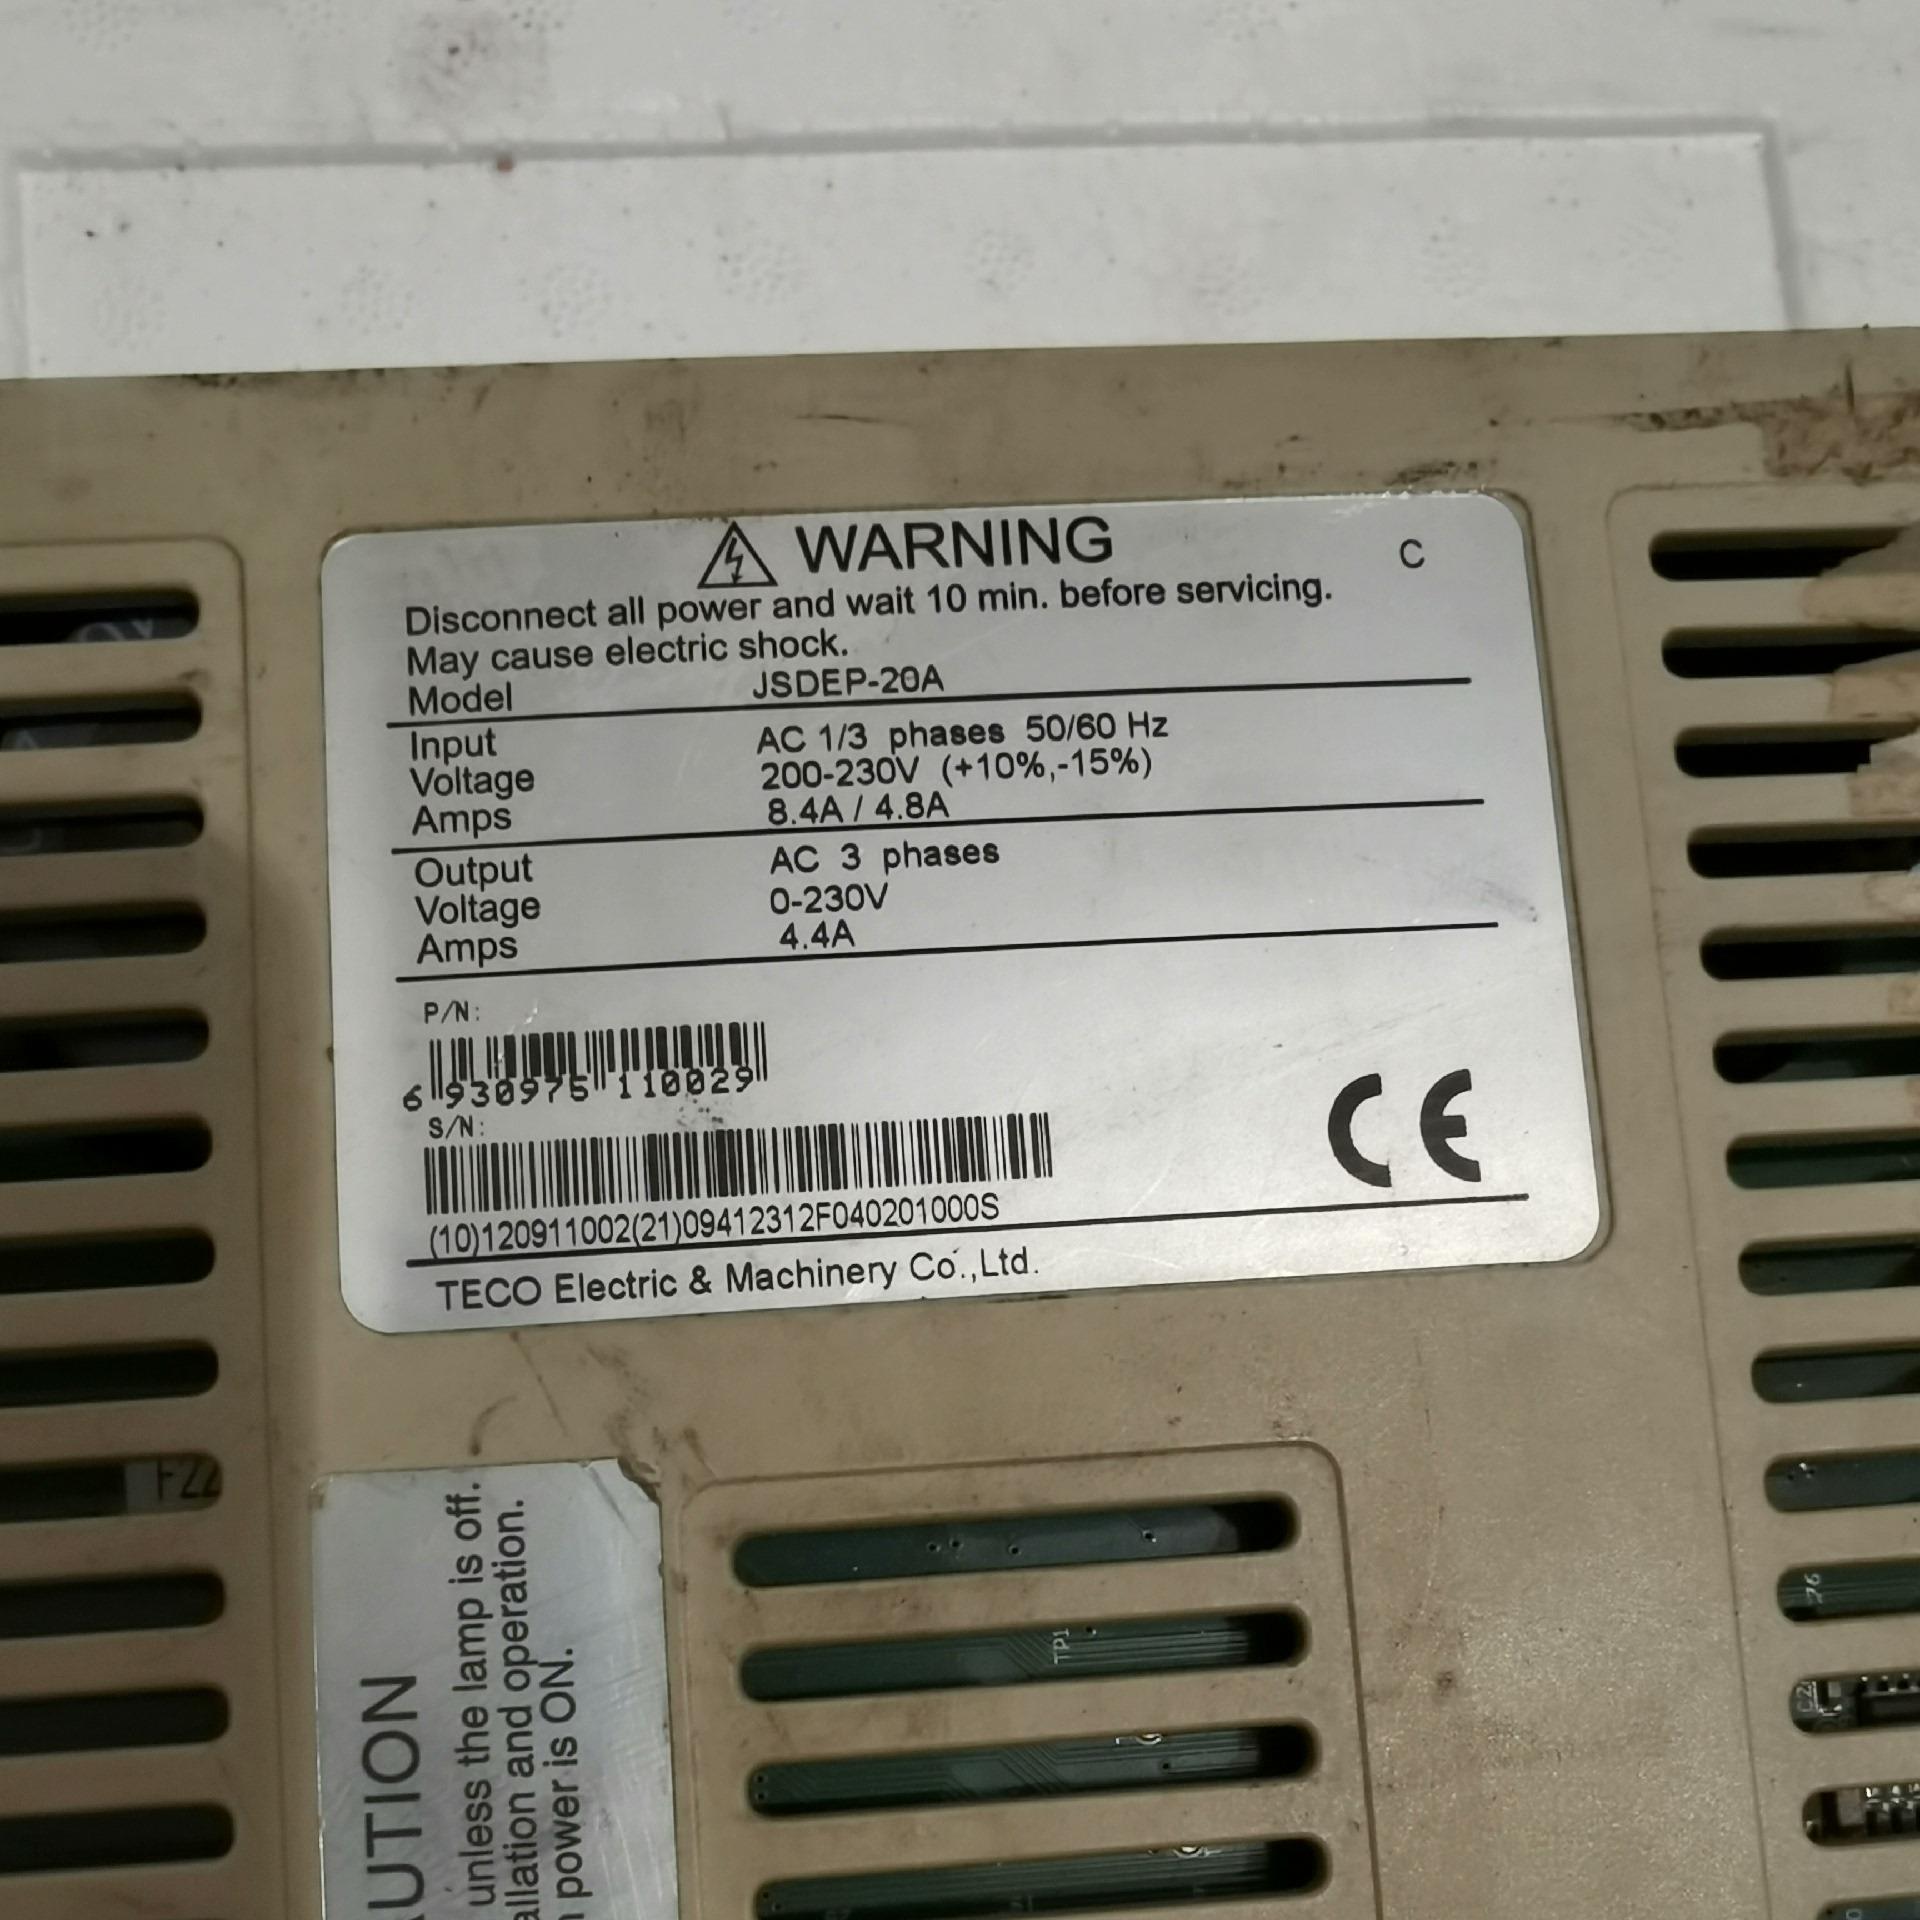 WARNING
C
Disconnect all power and wait 10 min. before servicing.
May cause electric shock.
Model JSDEP-20A
Input AC 1/3 phases 50/60 Hz
Voltage 200-230V (+10%,-15%)
Amps 8.4A / 4.8A
Output AC 3 phases
Voltage 0-230V
Amps 4.4A
P/N:
6 930975 110029
S/N:
(10)120911002(21)09412312F040201000S
CE
TECO Electric & Machinery Co.,Ltd.
AUTION
unless the lamp is off.
allation and operation.
power is ON.
TP1
76